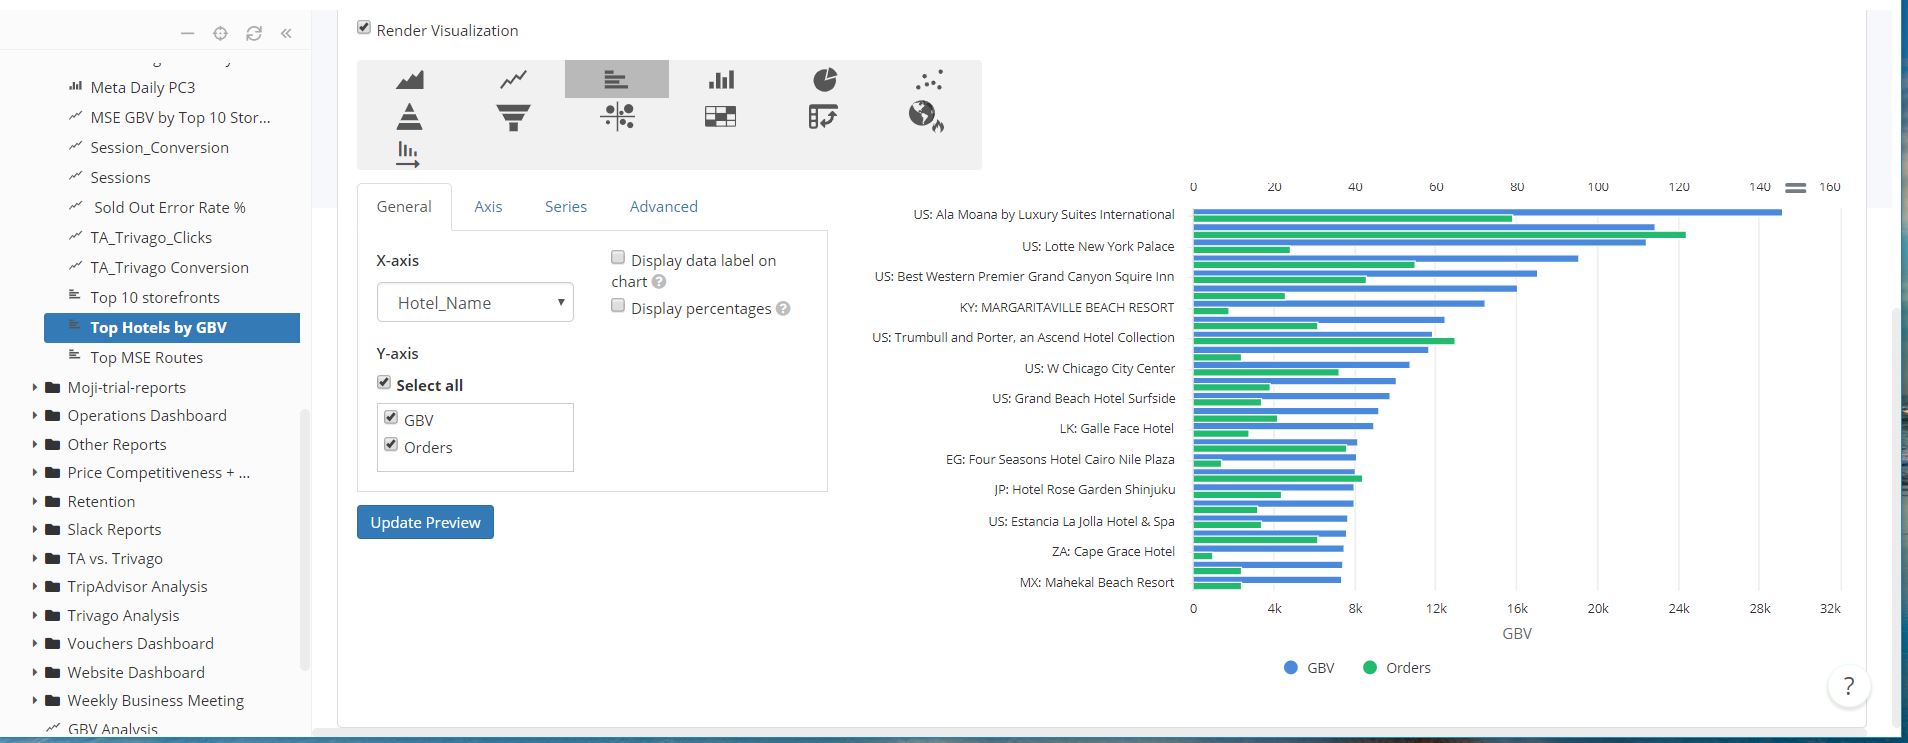 Render Visualization
Meta Daily PC3
MSE GBV by Top 10 Stor...
Session_Conversion
Sessions
Sold Out Error Rate %
TA_Trivago_Clicks
TA_Trivago Conversion
Top 10 storefronts
Top Hotels by GBV
Top MSE Routes
Moji-trial-reports
Operations Dashboard
Other Reports
Price Competitiveness + ...
Retention
Slack Reports
TA vs. Trivago
TripAdvisor Analysis
Trivago Analysis
Vouchers Dashboard
Website Dashboard
Weekly Business Meeting
GBV Analysis
General Axis Series Advanced
X-axis
Hotel_Name
Display data label on
chart ?
Display percentages ?
Y-axis
Select all
GBV
Orders
Update Preview
0 20 40 60 80 100 120 140 160
US: Ala Moana by Luxury Suites International
US: Lotte New York Palace
US: Best Western Premier Grand Canyon Squire Inn
KY: MARGARITAVILLE BEACH RESORT
US: Trumbull and Porter, an Ascend Hotel Collection
US: W Chicago City Center
US: Grand Beach Hotel Surfside
LK: Galle Face Hotel
EG: Four Seasons Hotel Cairo Nile Plaza
JP: Hotel Rose Garden Shinjuku
US: Estancia La Jolla Hotel & Spa
ZA: Cape Grace Hotel
MX: Mahekal Beach Resort
0 4k 8k 12k 16k 20k 24k 28k 32k
GBV
GBV Orders
?